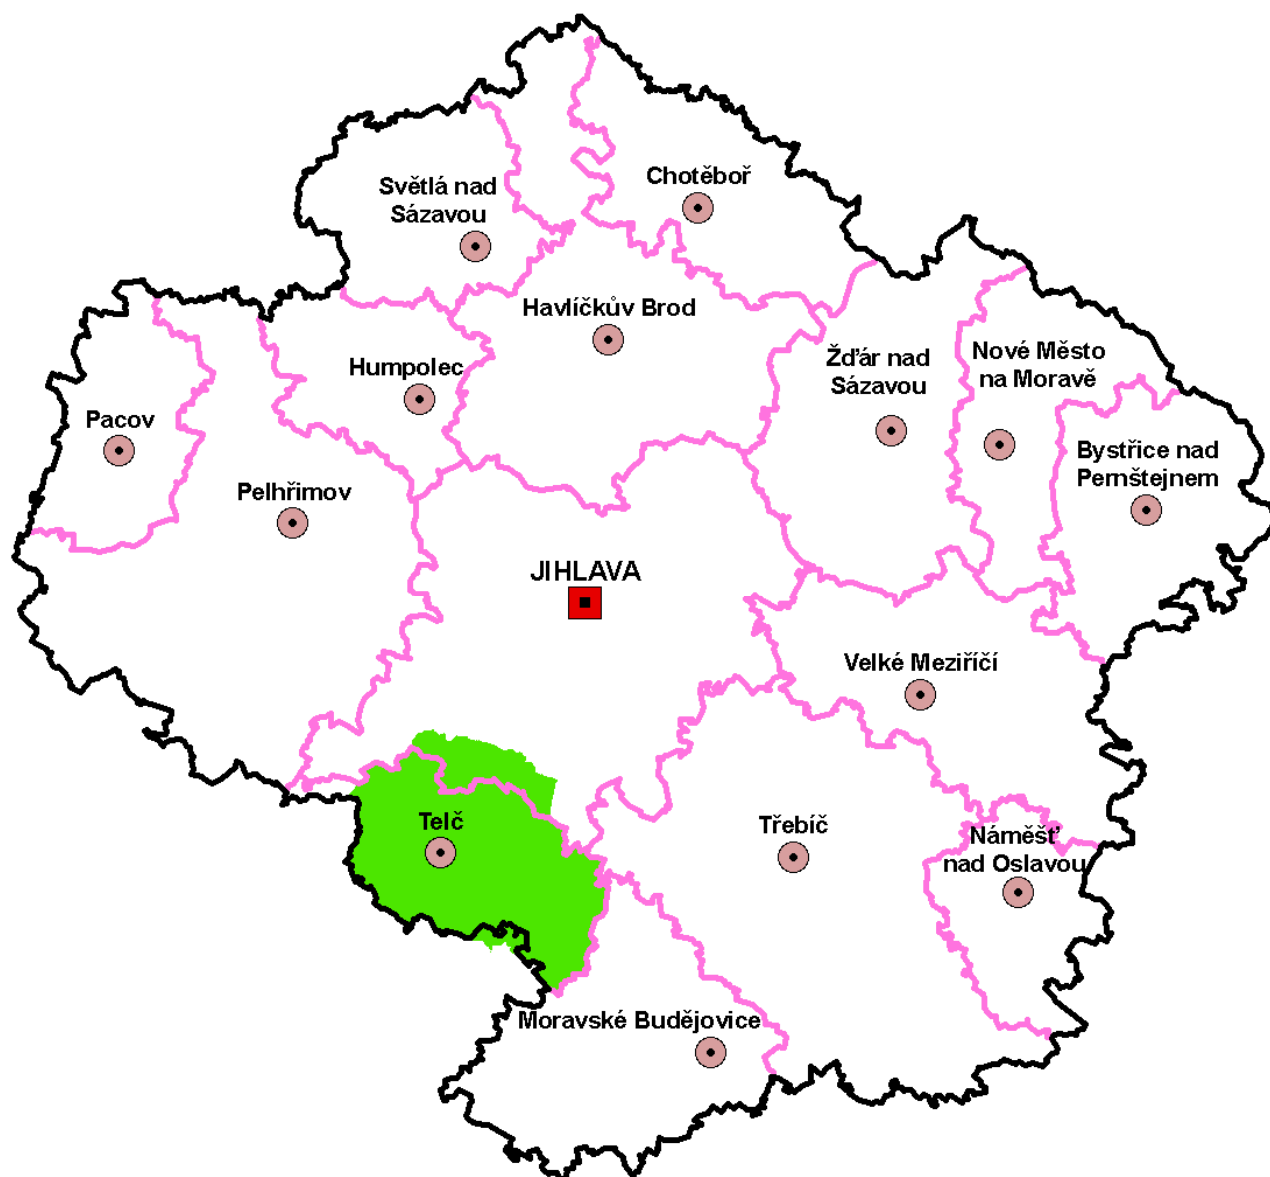 Chotěboř
Světlá nad
Sázavou
Havlíčkův Brod
Humpolec
Žďár nad
Sázavou
Nové Město
na Moravě
Pacov
Bystřice nad
Pernštejnem
Pelhřimov
JIHLAVA
Velké Meziříčí
Telč
Třebíč
Náměšť
nad Oslavou
Moravské Budějovice